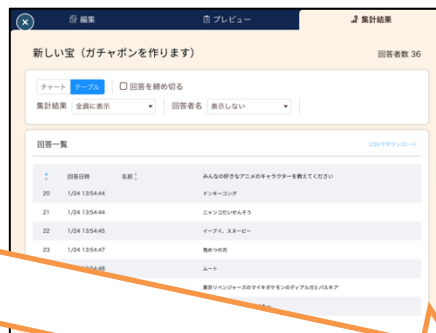 編集
プレビュー
集計結果
新しい宝（ガチャポンを作ります）
回答者数 36
チャート
テーブル
回答を締め切る
集計結果
全員に表示
回答者名
表示しない
回答一覧
CSVでダウンロード
回答日時 名前 みんなの好きなアニメのキャラクターを教えてください
20 1/24 13:54:44 ドンキーコング
21 1/24 13:54:44 ニャンコだいせんそう
22 1/24 13:54:45 イーブイ、スヌーピー
23 1/24 13:54:47 鬼めつの刃
13:54:48 ムート
東京リベンジャーズのマイキポケモンのディアルガとパルキア